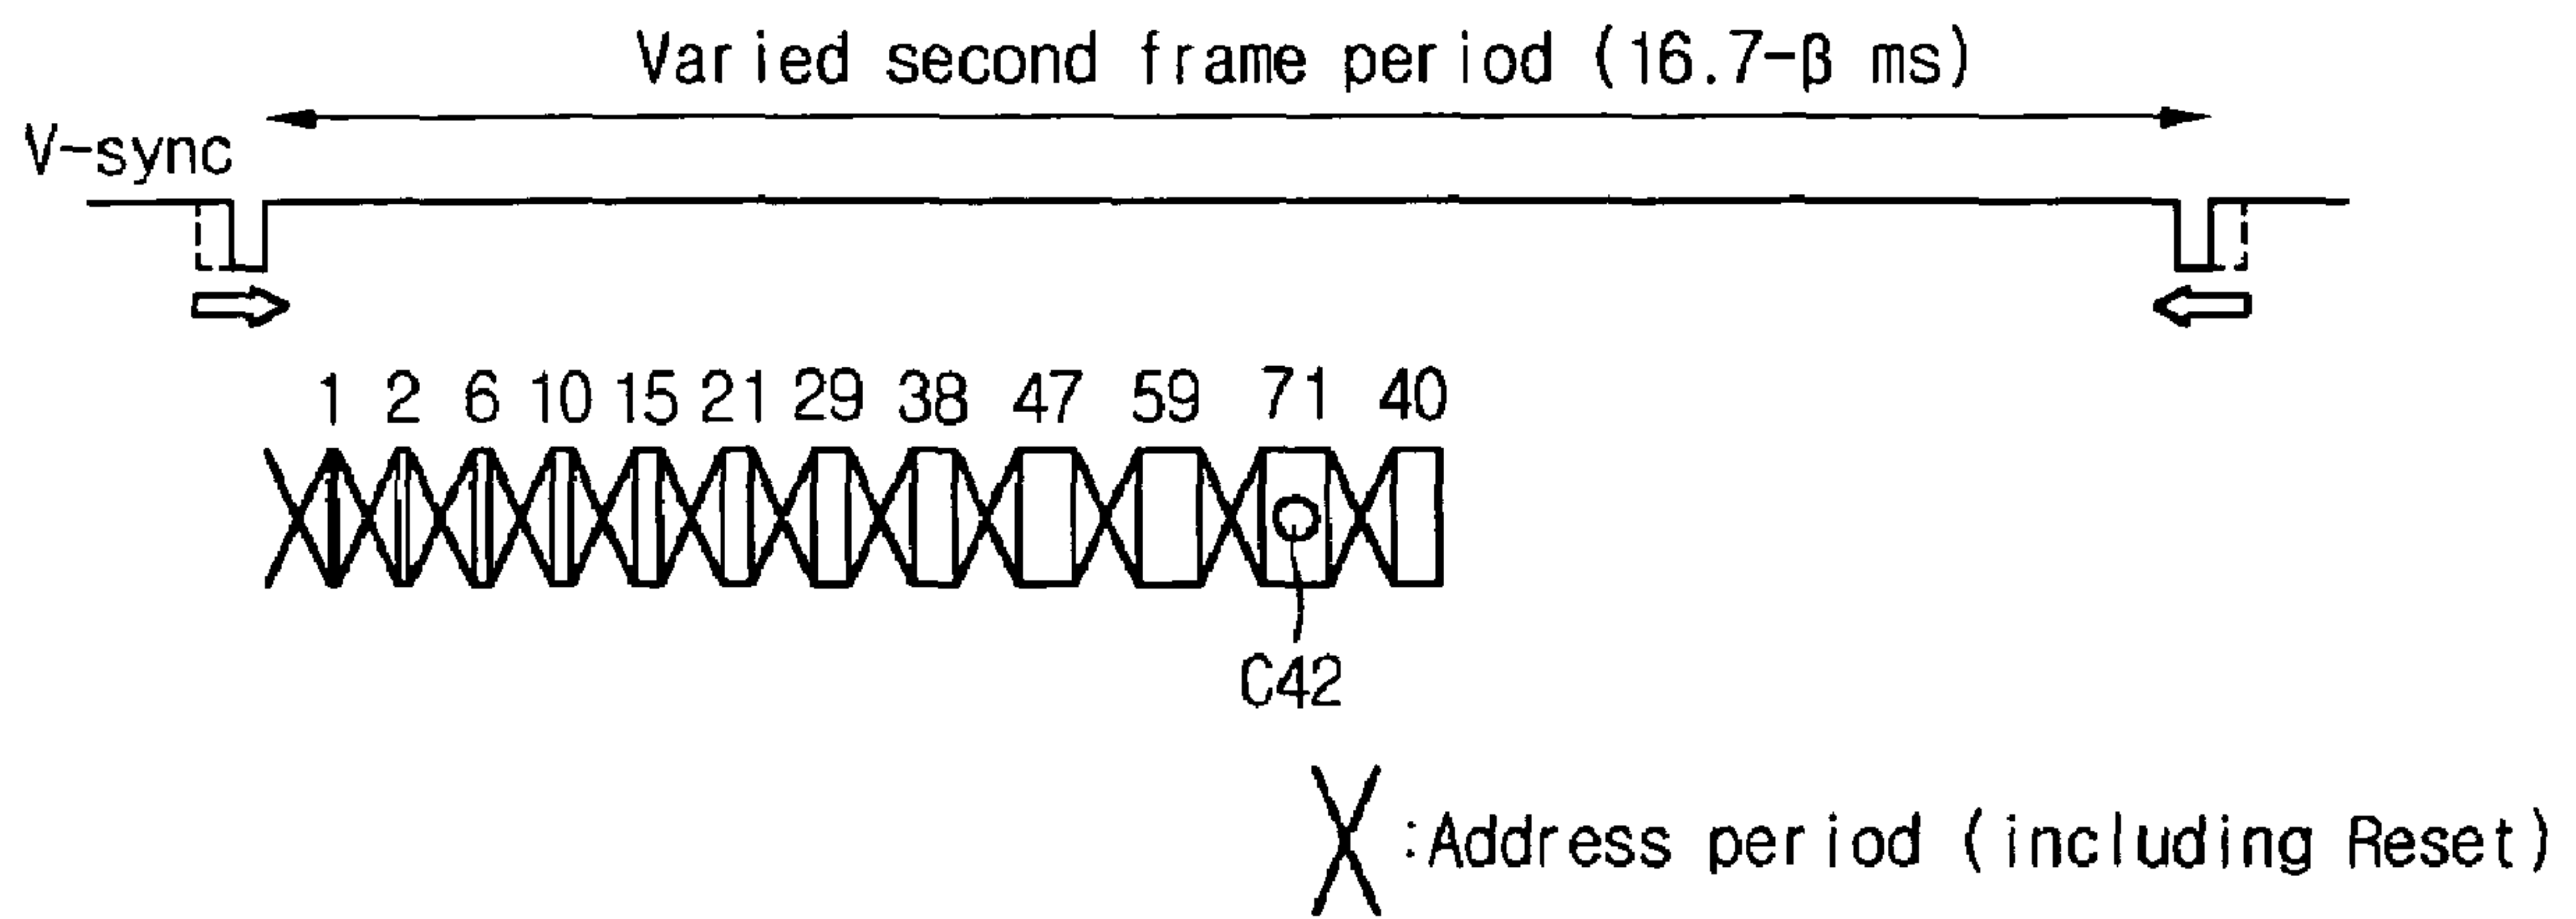 Varied second frame period (16.7-β ms)
V-sync
1 2 6 10 15 21 29 38 47 59 71 40
C42
:Address period (including Reset)